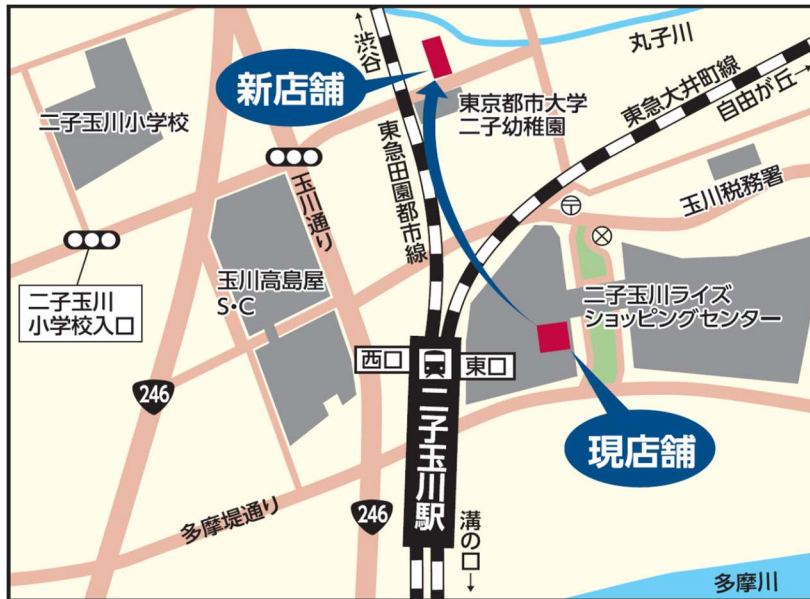 ←渋谷
丸子川
新店舗
東急大井町線
自由が丘→
二子玉川小学校
東京都市大学
二子幼稚園
東急田園都市線
玉川通り
玉川税務署
二子玉川
小学校入口
玉川高島屋
S・C
二子玉川ライズ
ショッピングセンター
西口
東口
246
二子玉川駅
現店舗
多摩堤通り
246
溝の口→
多摩川